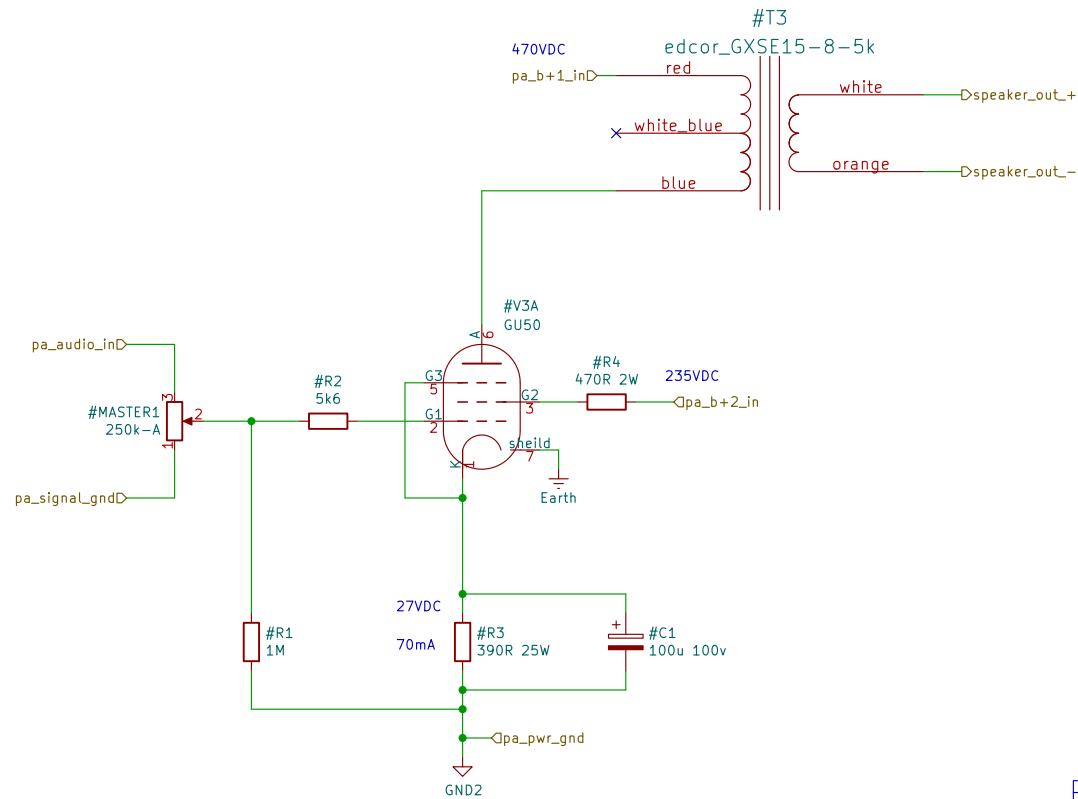 #T3
edcor_GXSE15-8-5k
470VDC
pa_b+1_in
red
white
speaker_out_+
white_blue
orange
speaker_out_-
blue
#V3A
GU50
A
6
pa_audio_in
#R4
470R 2W
235VDC
G3
5
G2
3
pa_b+2_in
#R2
5k6
#MASTER1
250k-A
3
2
1
G1
2
sheild
7
K
1
Earth
pa_signal_gnd
27VDC
70mA
#R1
1M
#R3
390R 25W
+
#C1
100u 100v
pa_pwr_gnd
GND2